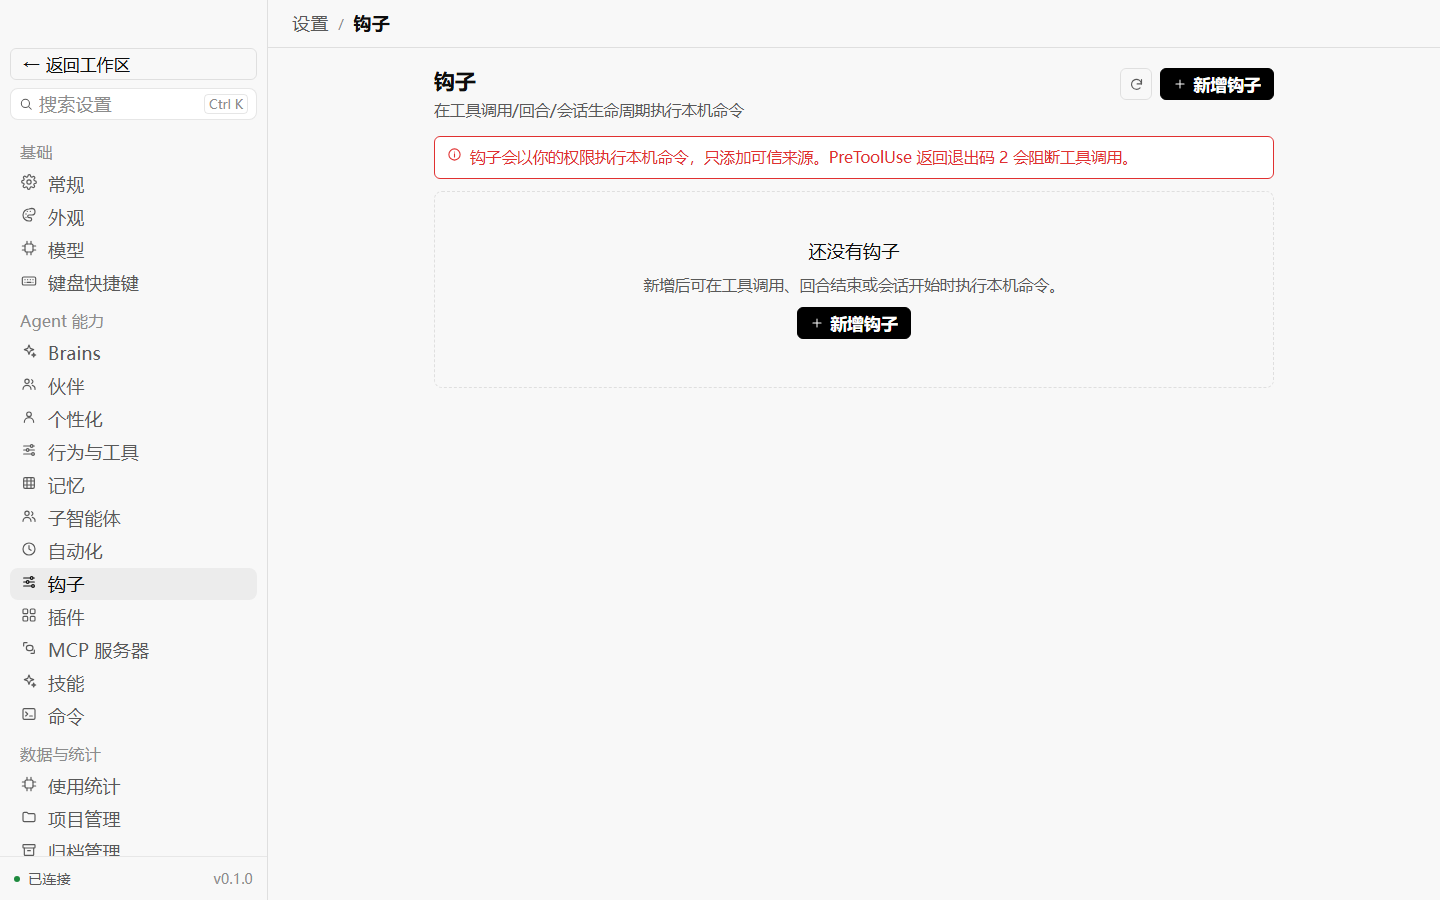 设置 / 钩子
← 返回工作区
搜索设置 Ctrl K
基础
常规
外观
模型
键盘快捷键
Agent 能力
Brains
伙伴
个性化
行为与工具
记忆
子智能体
自动化
钩子
插件
MCP 服务器
技能
命令
数据与统计
使用统计
项目管理
归档管理
已连接 v0.1.0
钩子
在工具调用/回合/会话生命周期执行本机命令
+ 新增钩子
钩子会以你的权限执行本机命令，只添加可信来源。PreToolUse 返回退出码 2 会阻断工具调用。
还没有钩子
新增后可在工具调用、回合结束或会话开始时执行本机命令。
+ 新增钩子